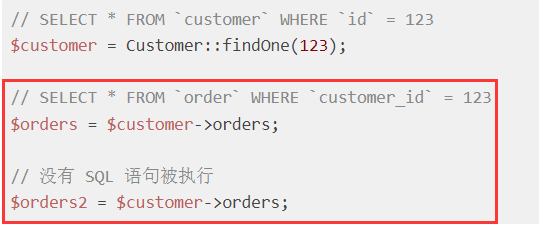 // SELECT * FROM `customer` WHERE `id` = 123
$customer = Customer::findOne(123);
// SELECT * FROM `order` WHERE `customer_id` = 123
$orders = $customer->orders;
// 没有 SQL 语句被执行
$orders2 = $customer->orders;